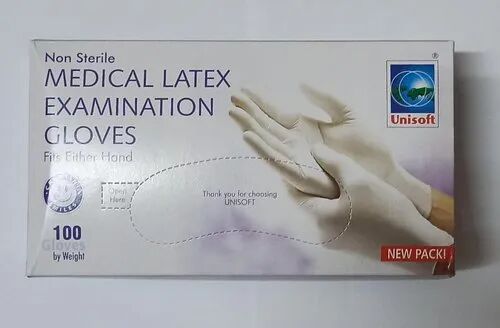 Non Sterile
MEDICAL LATEX
EXAMINATION
GLOVES
Fits Either Hand
®
Unisoft
Open
Here
Thank you for choosing
UNISOFT
100
Gloves
by Weight
NEW PACK!